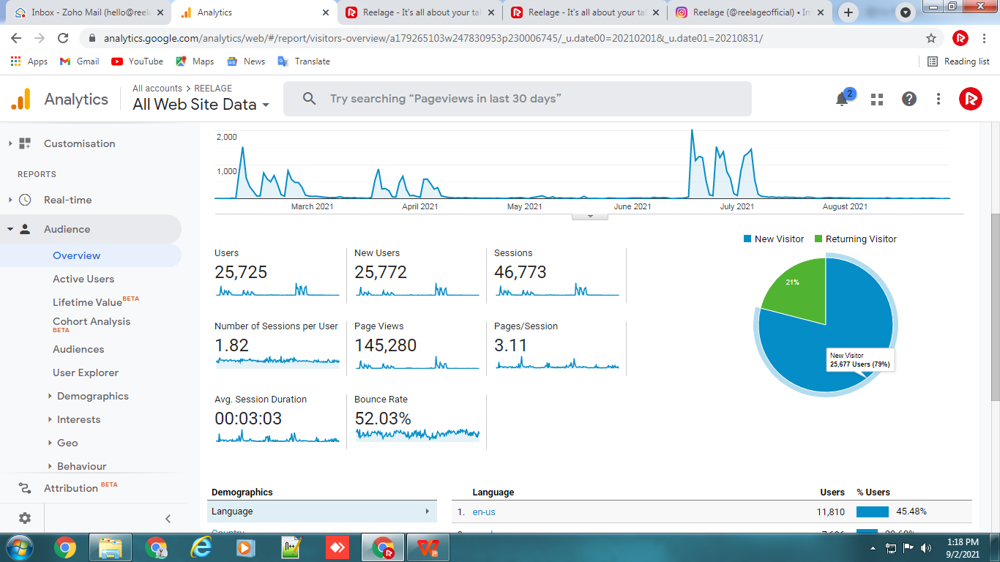 Inbox - Zoho Mail (hello@reela
Analytics
Reelage - It's all about your tal
Reelage - It's all about your tal
Reelage (@reelageofficial) • In
analytics.google.com/analytics/web/#/report/visitors-overview/a179265103w247830953p230006745/_u.date00=20210201&_u.date01=20210831/
Apps
Gmail
YouTube
Maps
News
Translate
Reading list
Analytics
All accounts > REELAGE
All Web Site Data
Try searching “Pageviews in last 30 days”
2
Customisation
REPORTS
Real-time
Audience
Overview
Active Users
Lifetime Value BETA
Cohort Analysis
BETA
Audiences
User Explorer
Demographics
Interests
Geo
Behaviour
Attribution BETA
2,000
1,000
March 2021
April 2021
May 2021
June 2021
July 2021
August 2021
New Visitor
Returning Visitor
Users
25,725
New Users
25,772
Sessions
46,773
Number of Sessions per User
1.82
Page Views
145,280
Pages/Session
3.11
Avg. Session Duration
00:03:03
Bounce Rate
52.03%
21%
New Visitor
25,677 Users (79%)
Demographics
Language
Country
Language Users % Users
1. en-us 11,810 45.48%
1:18 PM
9/2/2021